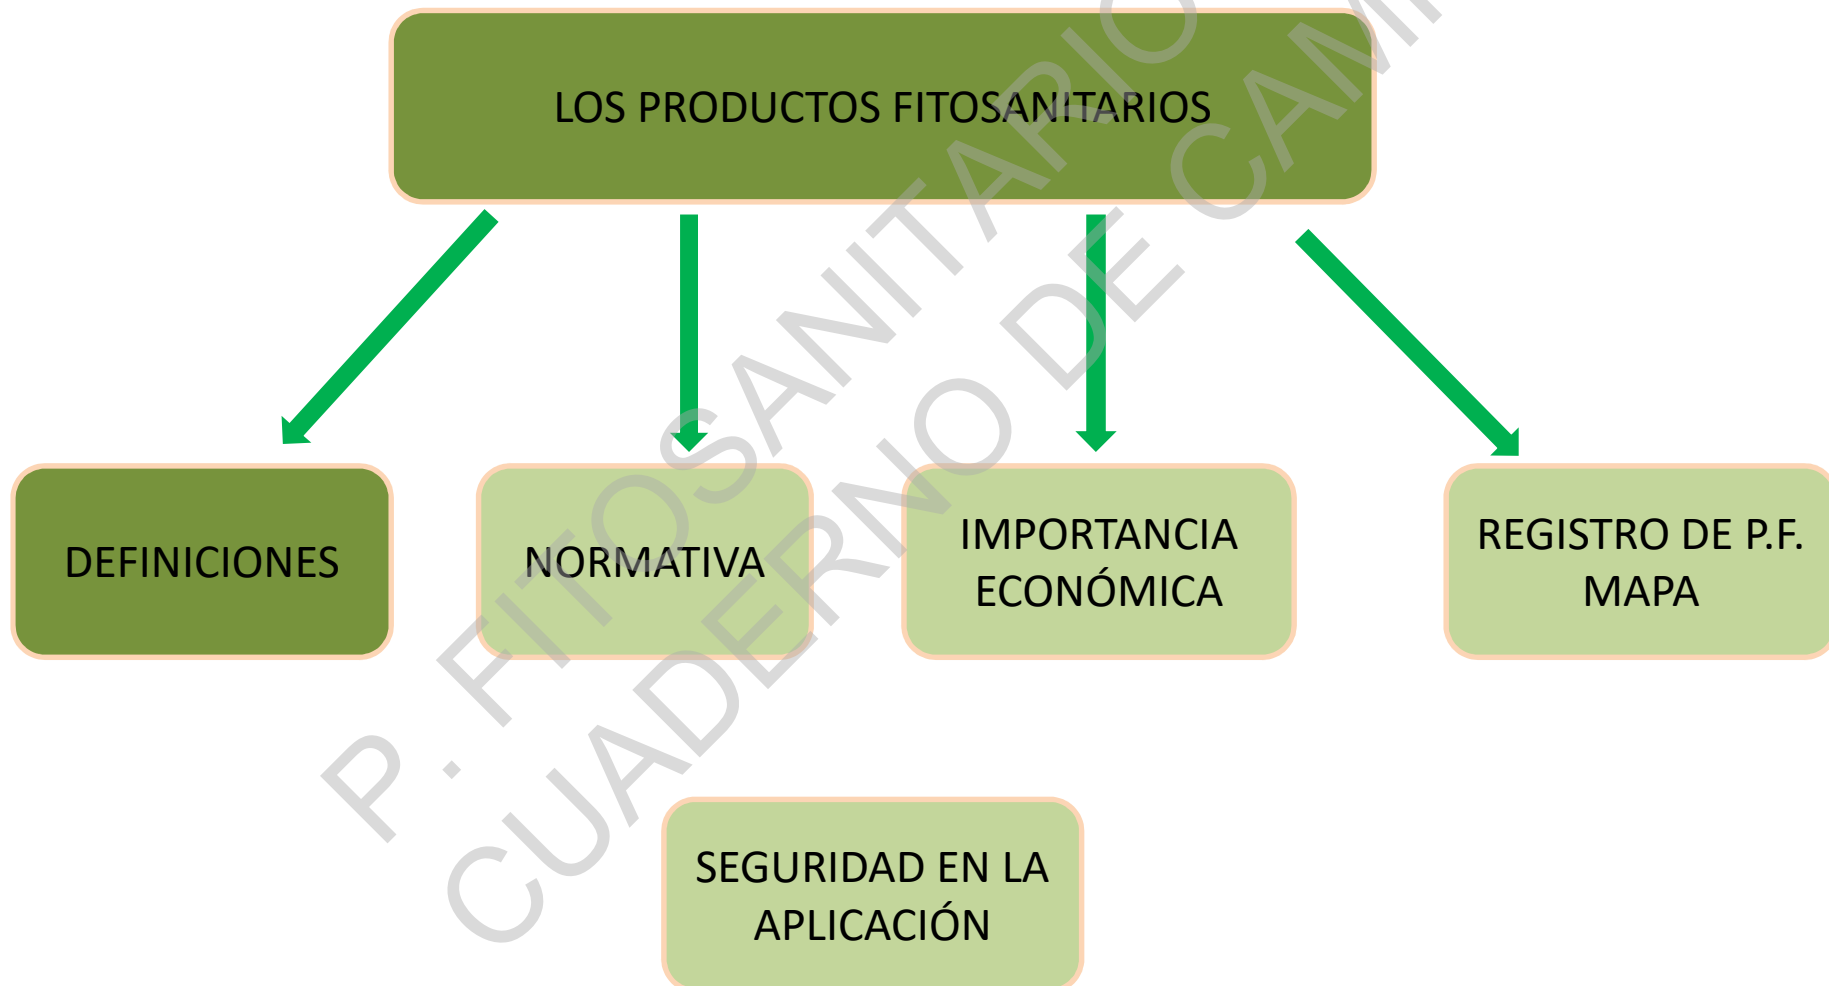 LOS PRODUCTOS FITOSANITARIOS
DEFINICIONES
NORMATIVA
IMPORTANCIA
ECONÓMICA
REGISTRO DE P.F.
MAPA
SEGURIDAD EN LA
APLICACIÓN
P. FITOSANITARIO
CUADERNO DE